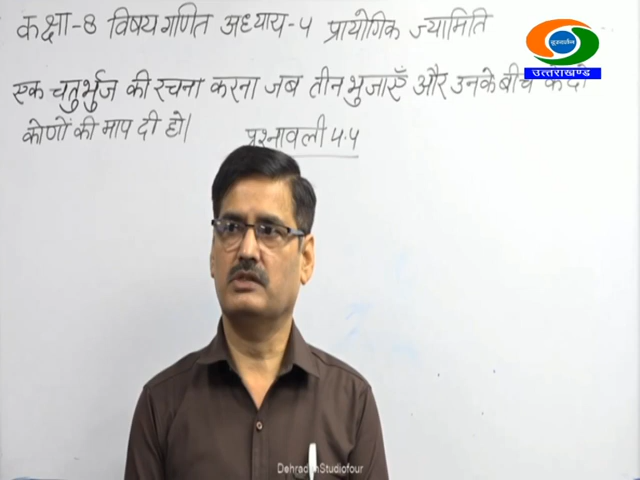 कक्षा-8 विषय गणित अध्याय-4 प्रायोगिक ज्यामिति
एक चतुर्भुज की रचना करना जब तीन भुजाएँ और उनके बीच के दो
कोणों की माप दी हो। प्रश्नावली 4.4
दूरदर्शन
उत्तराखण्ड